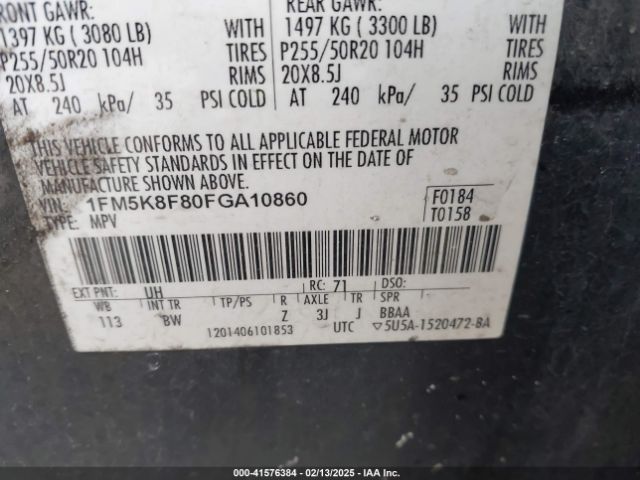 FRONT GAWR: REAR GAWR:
1397 KG ( 3080 LB) WITH 1497 KG ( 3300 LB) WITH
P255/50R20 104H TIRES P255/50R20 104H TIRES
20X8.5J RIMS 20X8.5J RIMS
AT 240 kPa/ 35 PSI COLD AT 240 kPa/ 35 PSI COLD
THIS VEHICLE CONFORMS TO ALL APPLICABLE FEDERAL MOTOR
VEHICLE SAFETY STANDARDS IN EFFECT ON THE DATE OF
MANUFACTURE SHOWN ABOVE.
VIN: 1FM5K8F80FGA10860 F0184
TYPE: MPV T0158
EXT PNT: UH RC: 71 DSO:
WB INT TR TP/PS R AXLE TR SPR
113 BW Z 3J J BBAA
1201406101853 UTC ▽5U5A-1520472-BA
000-41576384 | 02/13/2025 | IAA Inc.